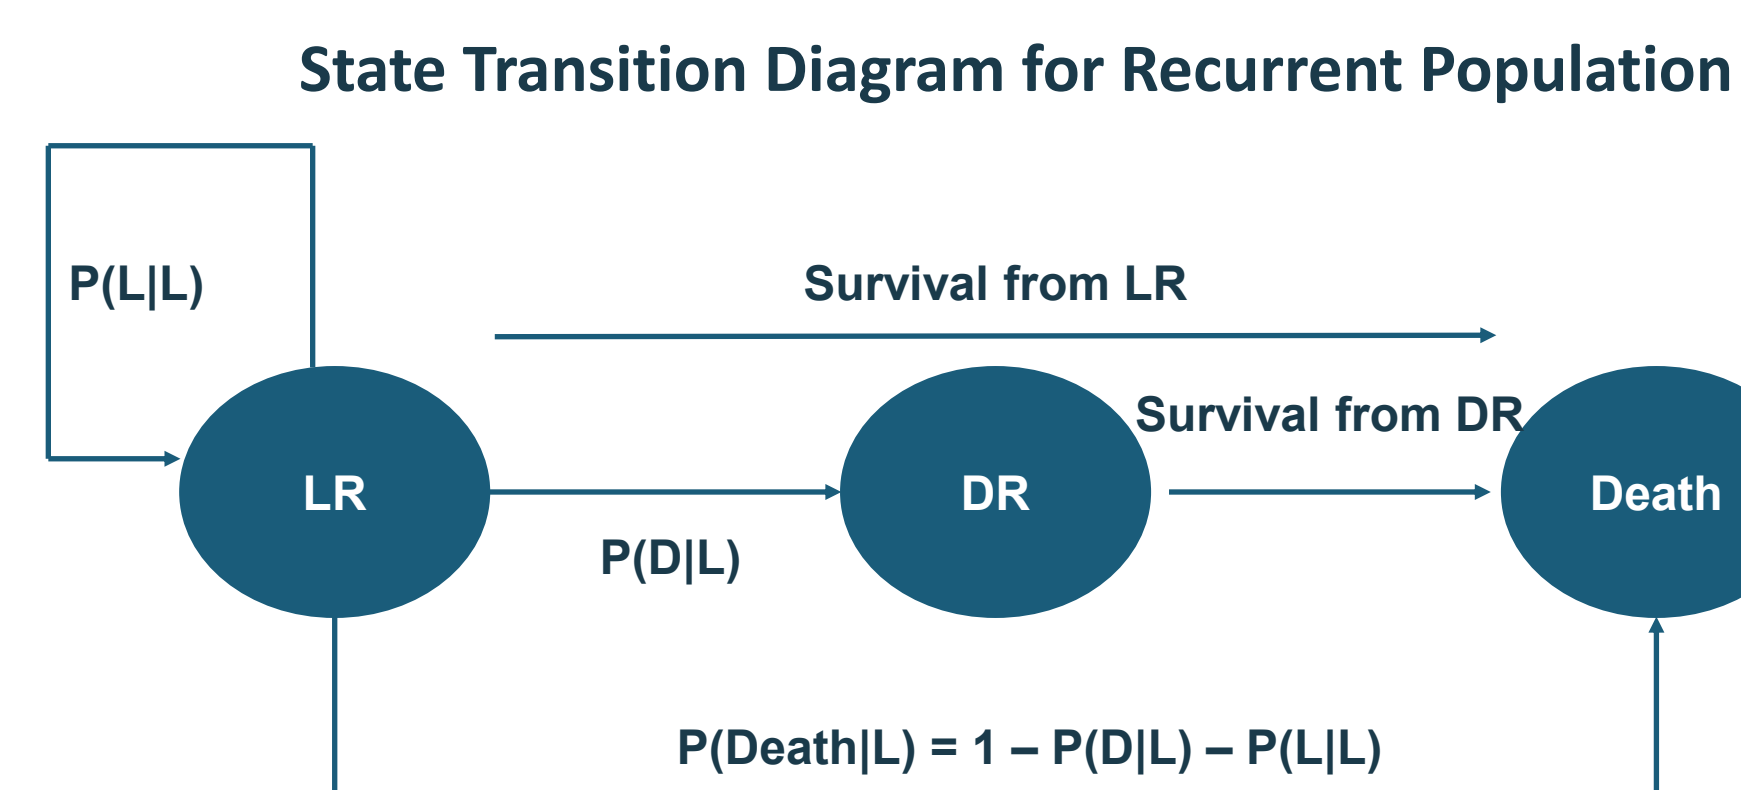 State Transition Diagram for Recurrent Population
P(L|L)
Survival from LR
Survival from DR
LR
DR
Death
P(D|L)
P(Death|L) = 1 – P(D|L) – P(L|L)